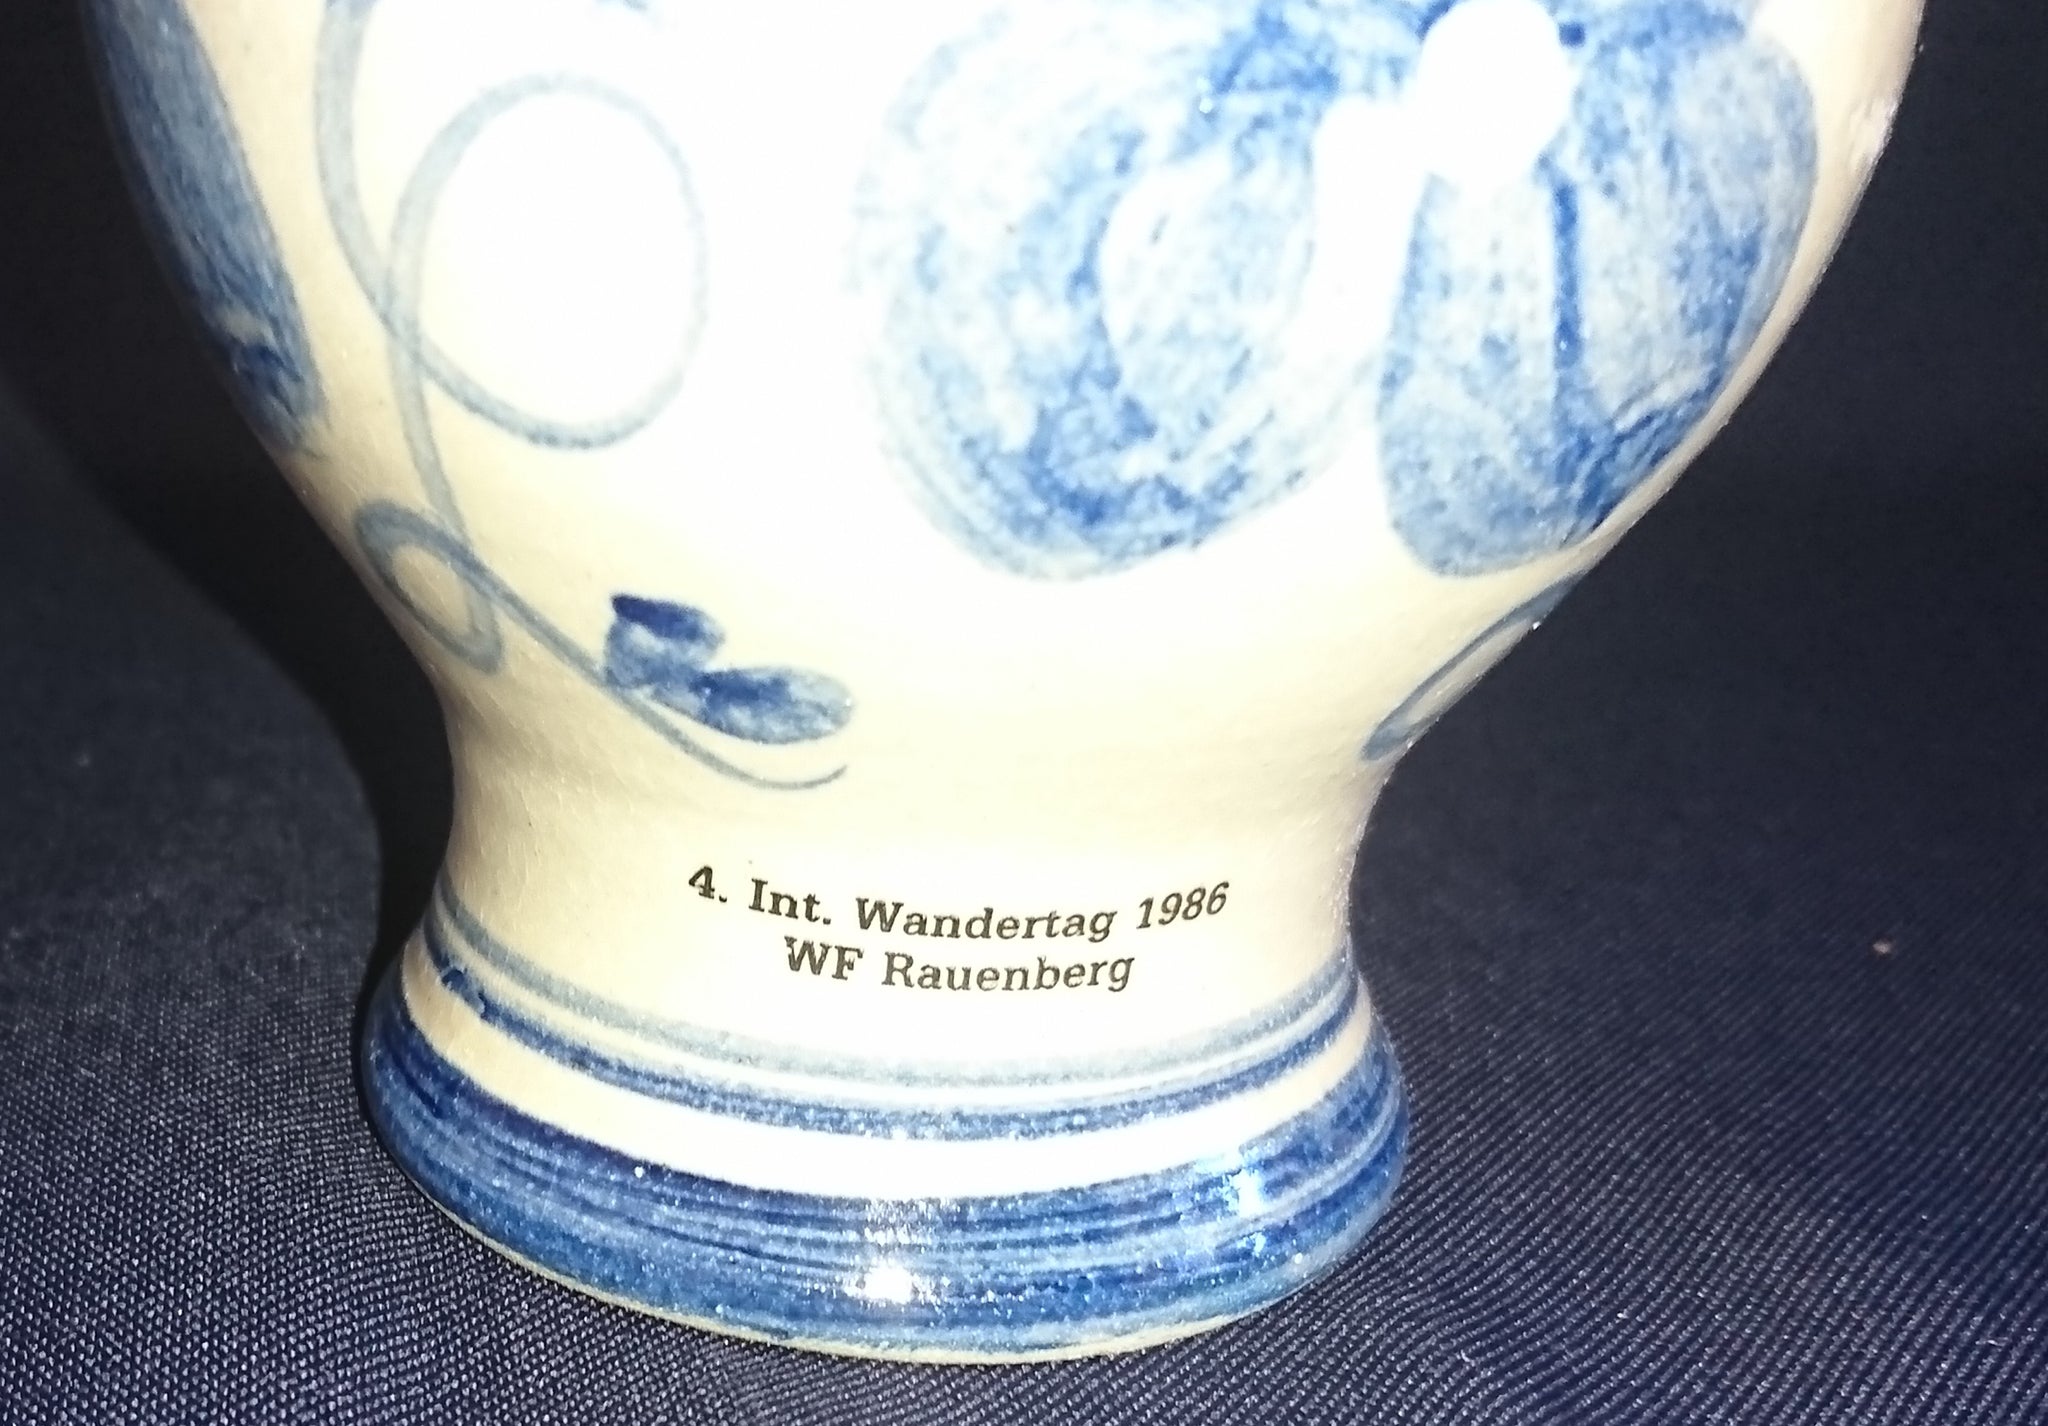 4. Int. Wandertag 1986
WF Rauenberg